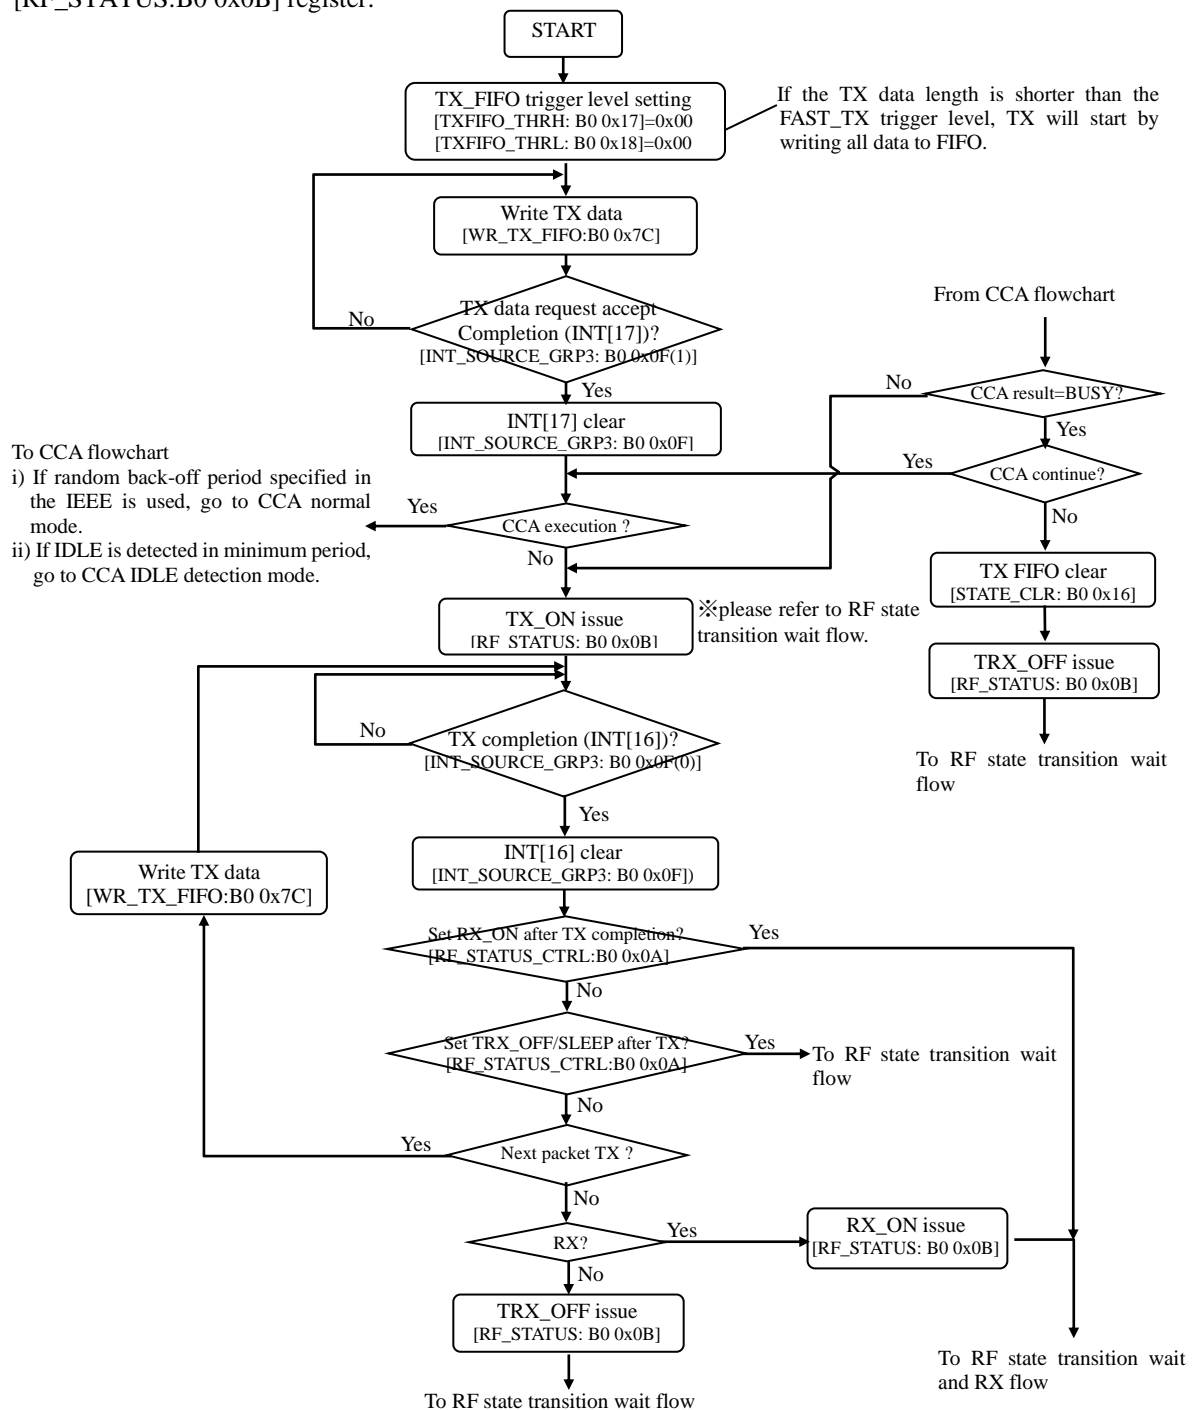 [RF_STATUS:B0 0x0B] register.
START
TX_FIFO trigger level setting
[TXFIFO_THRH: B0 0x17]=0x00
[TXFIFO_THRL: B0 0x18]=0x00
If the TX data length is shorter than the
FAST_TX trigger level, TX will start by
writing all data to FIFO.
Write TX data
[WR_TX_FIFO:B0 0x7C]
TX data request accept
Completion (INT[17])?
[INT_SOURCE_GRP3: B0 0x0F(1)]
No
Yes
From CCA flowchart
CCA result=BUSY?
No
Yes
INT[17] clear
[INT_SOURCE_GRP3: B0 0x0F]
To CCA flowchart
i) If random back-off period specified in
the IEEE is used, go to CCA normal
mode.
ii) If IDLE is detected in minimum period,
go to CCA IDLE detection mode.
CCA continue?
Yes
No
CCA execution ?
Yes
No
TX FIFO clear
[STATE_CLR: B0 0x16]
TX_ON issue
[RF_STATUS: B0 0x0B]
※please refer to RF state
transition wait flow.
TRX_OFF issue
[RF_STATUS: B0 0x0B]
To RF state transition wait
flow
No
TX completion (INT[16])?
[INT_SOURCE_GRP3: B0 0x0F(0)]
Yes
INT[16] clear
[INT_SOURCE_GRP3: B0 0x0F])
Write TX data
[WR_TX_FIFO:B0 0x7C]
Set RX_ON after TX completion?
[RF_STATUS_CTRL:B0 0x0A]
Yes
No
Set TRX_OFF/SLEEP after TX?
[RF_STATUS_CTRL:B0 0x0A]
Yes
To RF state transition wait
flow
No
Yes
Next packet TX ?
No
RX?
Yes
RX_ON issue
[RF_STATUS: B0 0x0B]
No
TRX_OFF issue
[RF_STATUS: B0 0x0B]
To RF state transition wait
and RX flow
To RF state transition wait flow